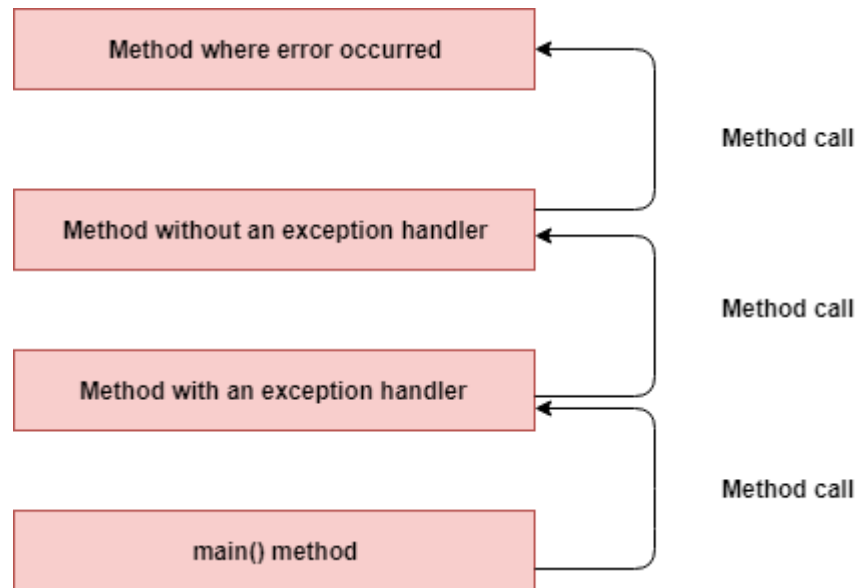 Method where error occurred
Method call
Method without an exception handler
Method call
Method with an exception handler
Method call
main() method